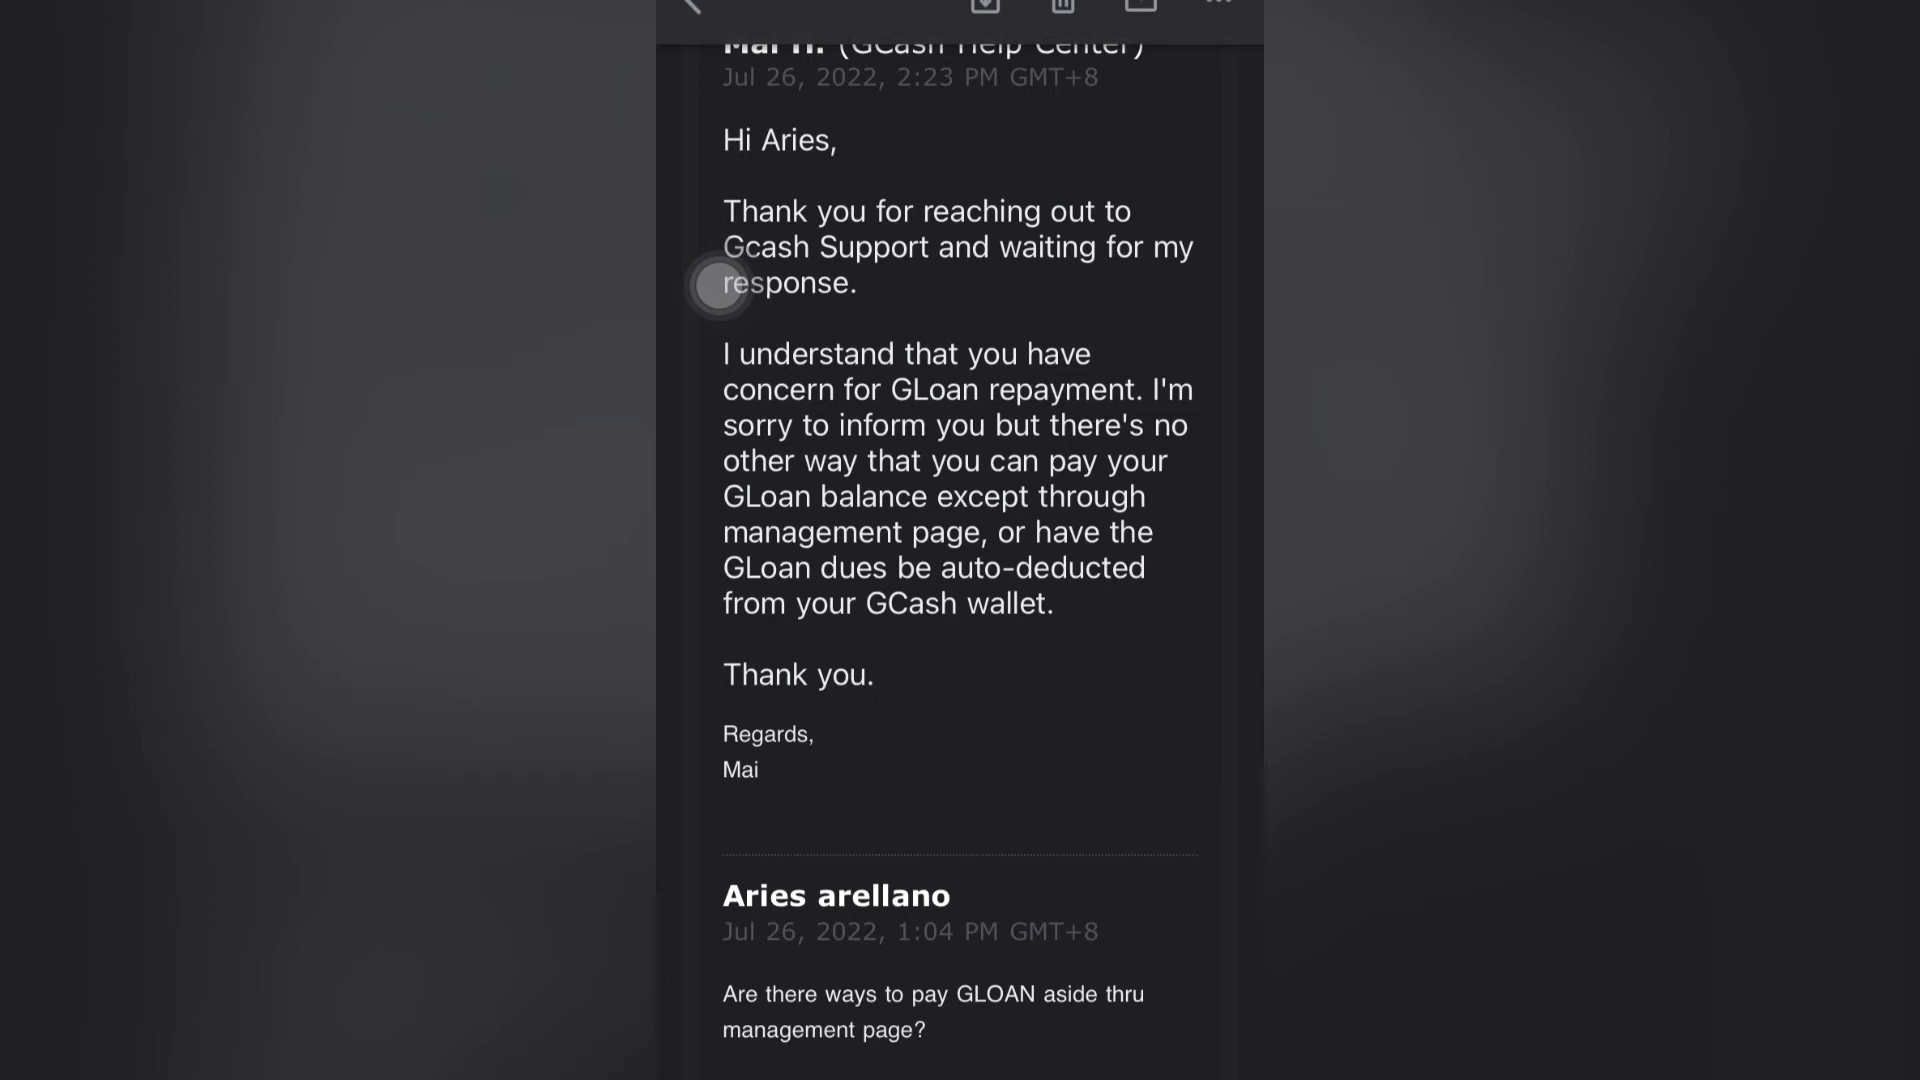 Mai H. (GCash Help Center)
Jul 26, 2022, 2:23 PM GMT+8
Hi Aries,
Thank you for reaching out to
Gcash Support and waiting for my
response.
I understand that you have
concern for GLoan repayment. I'm
sorry to inform you but there's no
other way that you can pay your
GLoan balance except through
management page, or have the
GLoan dues be auto-deducted
from your GCash wallet.
Thank you.
Regards,
Mai
Aries arellano
Jul 26, 2022, 1:04 PM GMT+8
Are there ways to pay GLOAN aside thru
management page?